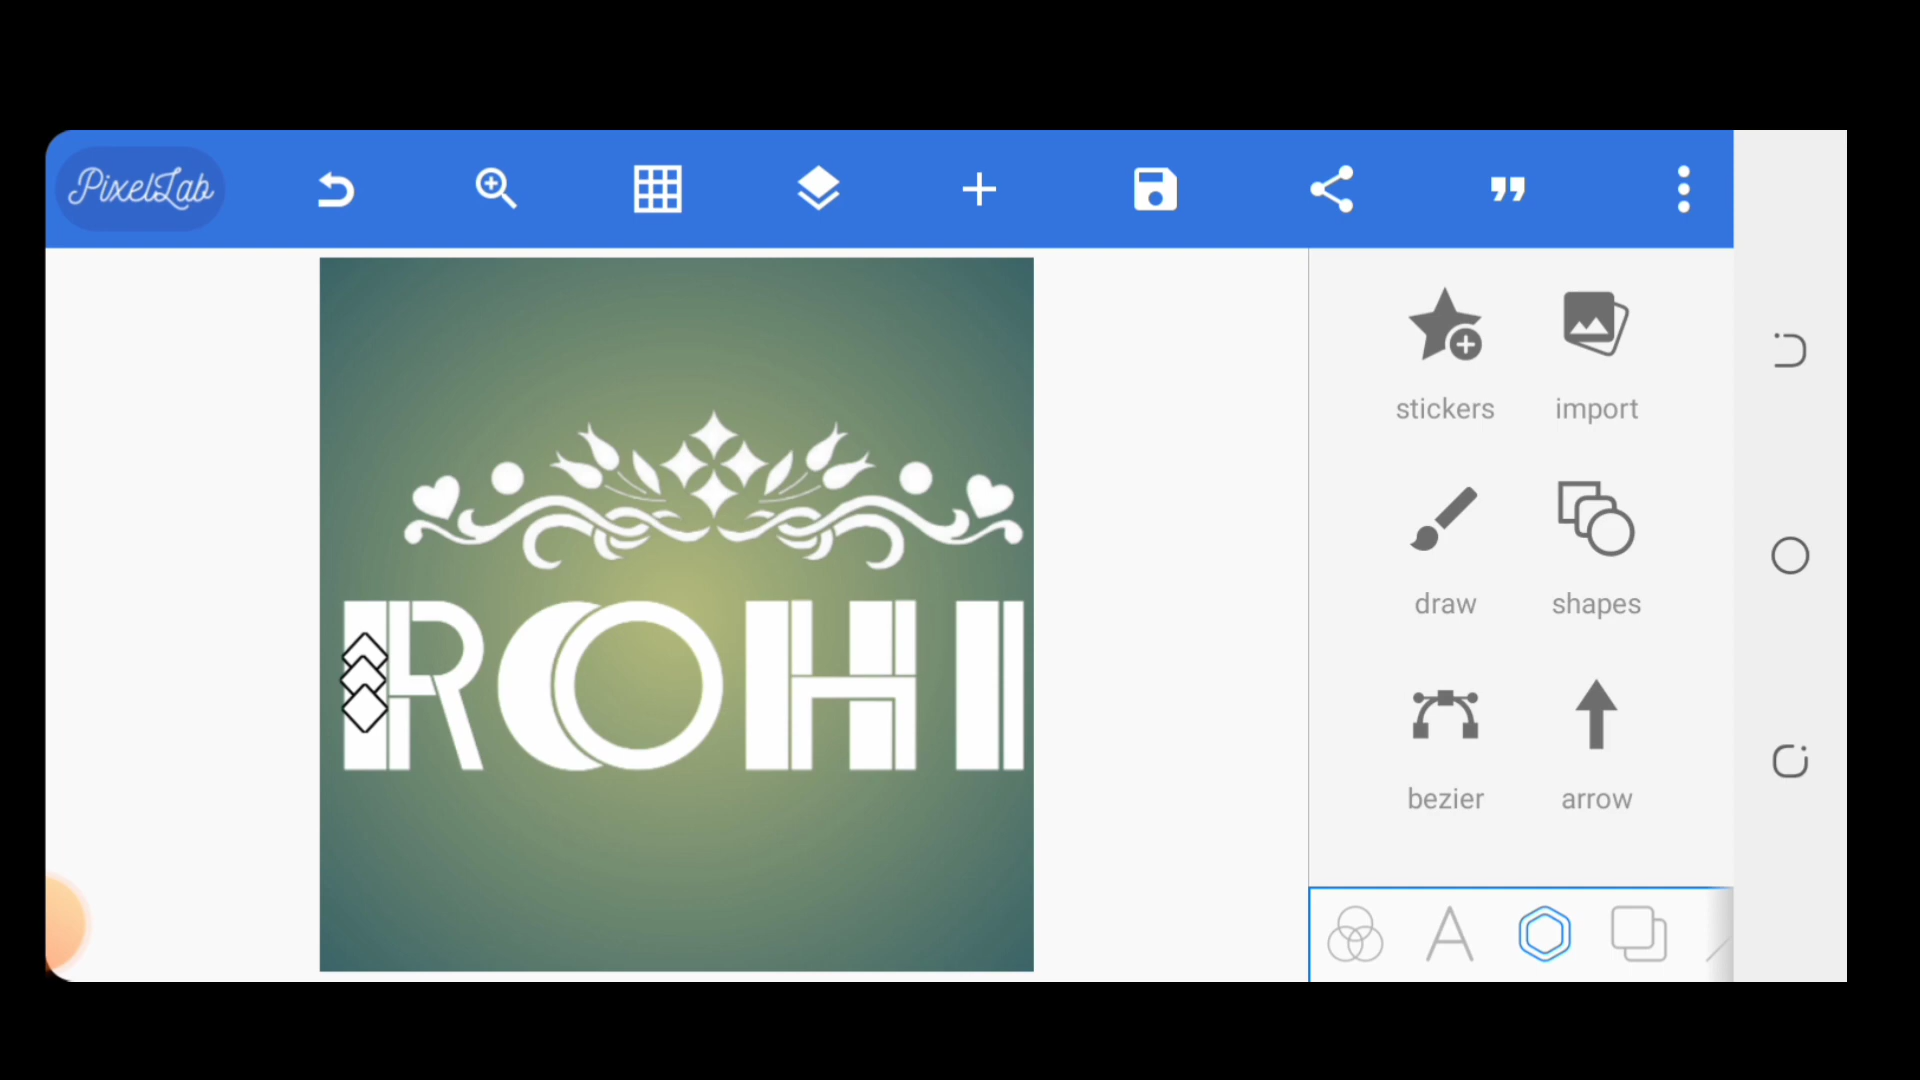 PixelLab
stickers
import
ROHI
draw
shapes
bezier
arrow